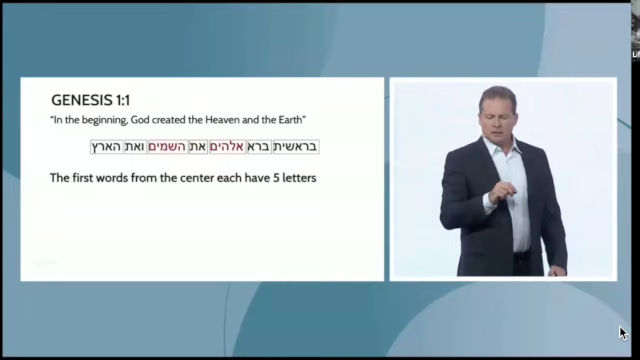 GENESIS 1:1
"In the beginning, God created the Heaven and the Earth"
בראשית ברא אלהים את השמים ואת הארץ
The first words from the center each have 5 letters